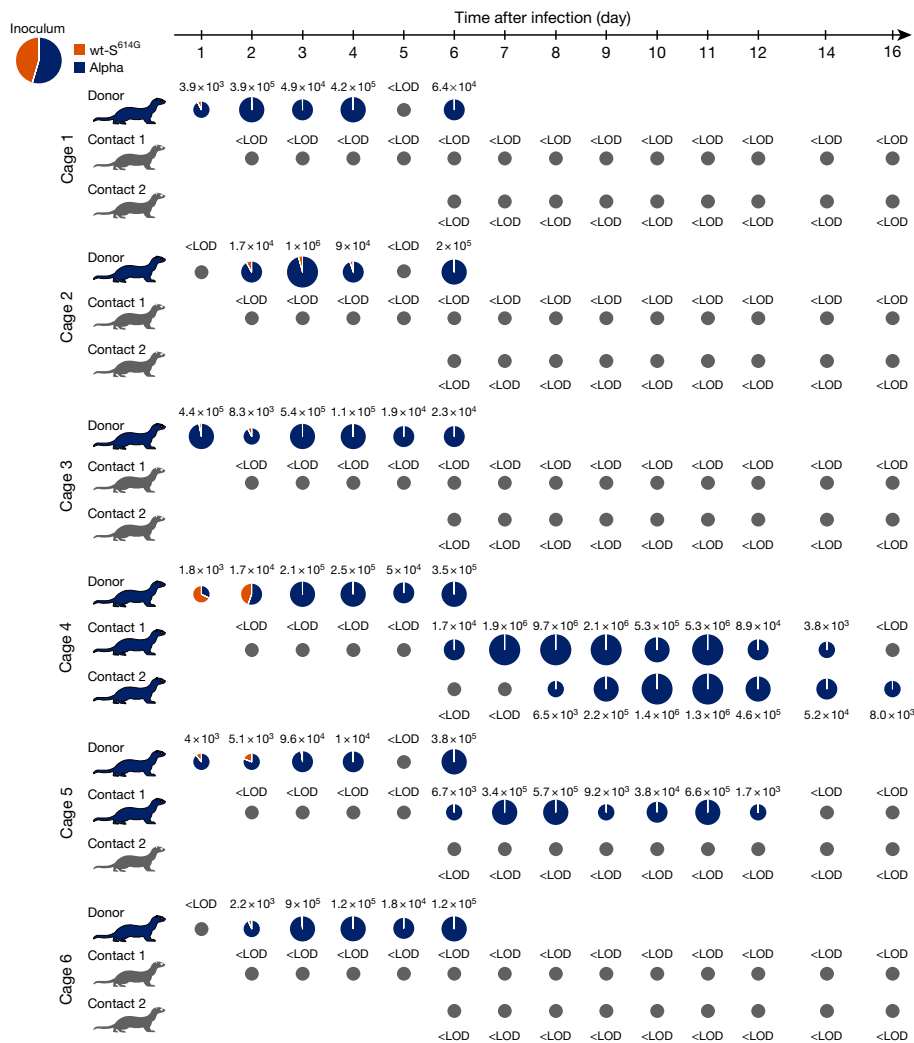 Time after infection (day)
1 2 3 4 5 6 7 8 9 10 11 12 14 16
Inoculum
wt-S⁶¹⁴ᴳ
Alpha
Cage 1
Donor
3.9 × 10³ 3.9 × 10⁵ 4.9 × 10⁴ 4.2 × 10⁵ <LOD 6.4 × 10⁴
Contact 1
<LOD <LOD <LOD <LOD <LOD <LOD <LOD <LOD <LOD <LOD <LOD <LOD <LOD
Contact 2
<LOD <LOD <LOD <LOD <LOD <LOD <LOD <LOD <LOD
Cage 2
Donor
<LOD 1.7 × 10⁴ 1 × 10⁶ 9 × 10⁴ <LOD 2 × 10⁵
Contact 1
<LOD <LOD <LOD <LOD <LOD <LOD <LOD <LOD <LOD <LOD <LOD <LOD <LOD
Contact 2
<LOD <LOD <LOD <LOD <LOD <LOD <LOD <LOD <LOD
Cage 3
Donor
4.4 × 10⁵ 8.3 × 10³ 5.4 × 10⁵ 1.1 × 10⁵ 1.9 × 10⁴ 2.3 × 10⁴
Contact 1
<LOD <LOD <LOD <LOD <LOD <LOD <LOD <LOD <LOD <LOD <LOD <LOD <LOD
Contact 2
<LOD <LOD <LOD <LOD <LOD <LOD <LOD <LOD <LOD
Cage 4
Donor
1.8 × 10³ 1.7 × 10⁴ 2.1 × 10⁵ 2.5 × 10⁵ 5 × 10⁴ 3.5 × 10⁵
Contact 1
<LOD <LOD <LOD <LOD 1.7 × 10⁴ 1.9 × 10⁶ 9.7 × 10⁶ 2.1 × 10⁶ 5.3 × 10⁵ 5.3 × 10⁶ 8.9 × 10⁴ 3.8 × 10³ <LOD
Contact 2
<LOD <LOD 6.5 × 10³ 2.2 × 10⁵ 1.4 × 10⁶ 1.3 × 10⁶ 4.6 × 10⁵ 5.2 × 10⁴ 8.0 × 10³
Cage 5
Donor
4 × 10³ 5.1 × 10³ 9.6 × 10⁴ 1 × 10⁴ <LOD 3.8 × 10⁵
Contact 1
<LOD <LOD <LOD <LOD 6.7 × 10³ 3.4 × 10⁵ 5.7 × 10⁵ 9.2 × 10³ 3.8 × 10⁴ 6.6 × 10⁵ 1.7 × 10³ <LOD <LOD
Contact 2
<LOD <LOD <LOD <LOD <LOD <LOD <LOD <LOD <LOD
Cage 6
Donor
<LOD 2.2 × 10³ 9 × 10⁵ 1.2 × 10⁵ 1.8 × 10⁴ 1.2 × 10⁵
Contact 1
<LOD <LOD <LOD <LOD <LOD <LOD <LOD <LOD <LOD <LOD <LOD <LOD <LOD
Contact 2
<LOD <LOD <LOD <LOD <LOD <LOD <LOD <LOD <LOD